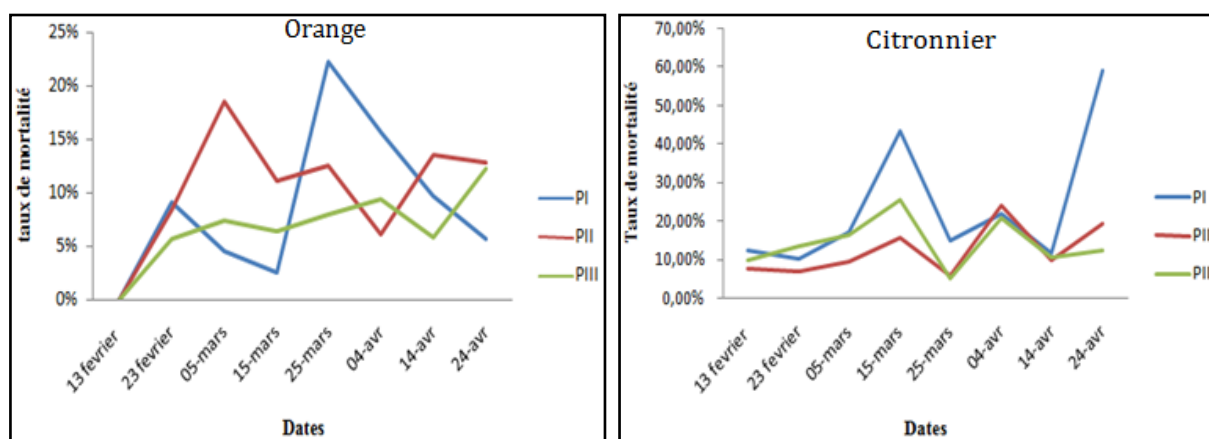 Orange
taux de mortalité
25%
20%
15%
10%
5%
0%
13 fevrier
23 fevrier
05-mars
15-mars
25-mars
04-avr
14-avr
24-avr
Dates
PI
PII
PIII
Citronnier
Taux de mortalité
70,00%
60,00%
50,00%
40,00%
30,00%
20,00%
10,00%
0,00%
13 fevrier
23 fevrier
05-mars
15-mars
25-mars
04-avr
14-avr
24-avr
Dates
PI